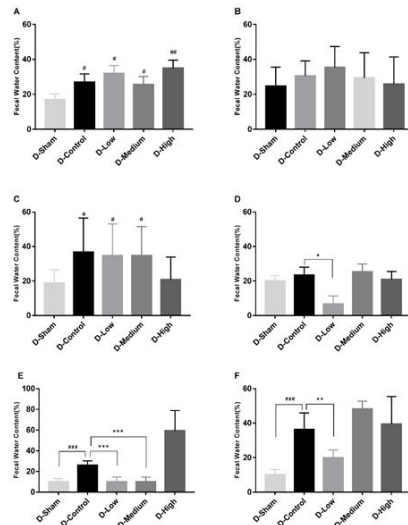 A
Fecal Water Content(%)
60
40
20
0
#
#
#
##
D-Sham
D-Control
D-Low
D-Medium
D-High
B
Fecal Water Content(%)
60
40
20
0
D-Sham
D-Control
D-Low
D-Medium
D-High
C
Fecal Water Content(%)
60
40
20
0
#
#
#
D-Sham
D-Control
D-Low
D-Medium
D-High
D
Fecal Water Content(%)
60
40
20
0
*
D-Sham
D-Control
D-Low
D-Medium
D-High
E
Fecal Water Content(%)
100
80
60
40
20
0
###
***
***
D-Sham
D-Control
D-Low
D-Medium
D-High
F
Fecal Water Content(%)
60
40
20
0
###
**
D-Sham
D-Control
D-Low
D-Medium
D-High